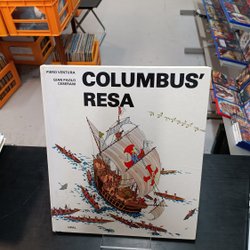 PIERO VENTURA
GIAN PAOLO
CESERANI
COLUMBUS'
RESA